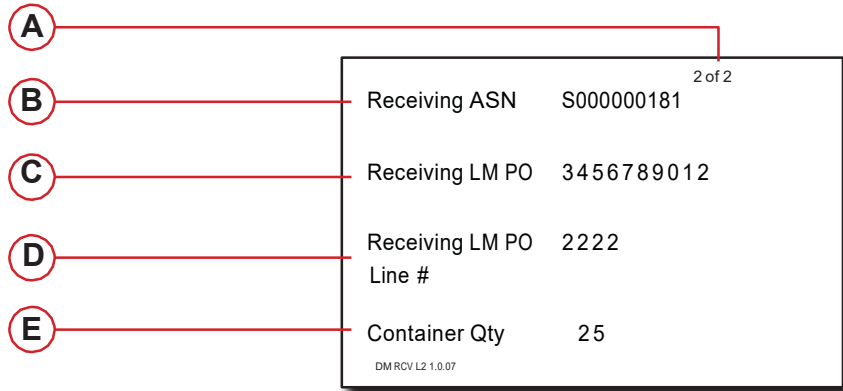 A
2 of 2
B
Receiving ASN S000000181
C
Receiving LM PO 3456789012
D
Receiving LM PO 2222
Line #
E
Container Qty 25
DM RCV L2 1.0.07